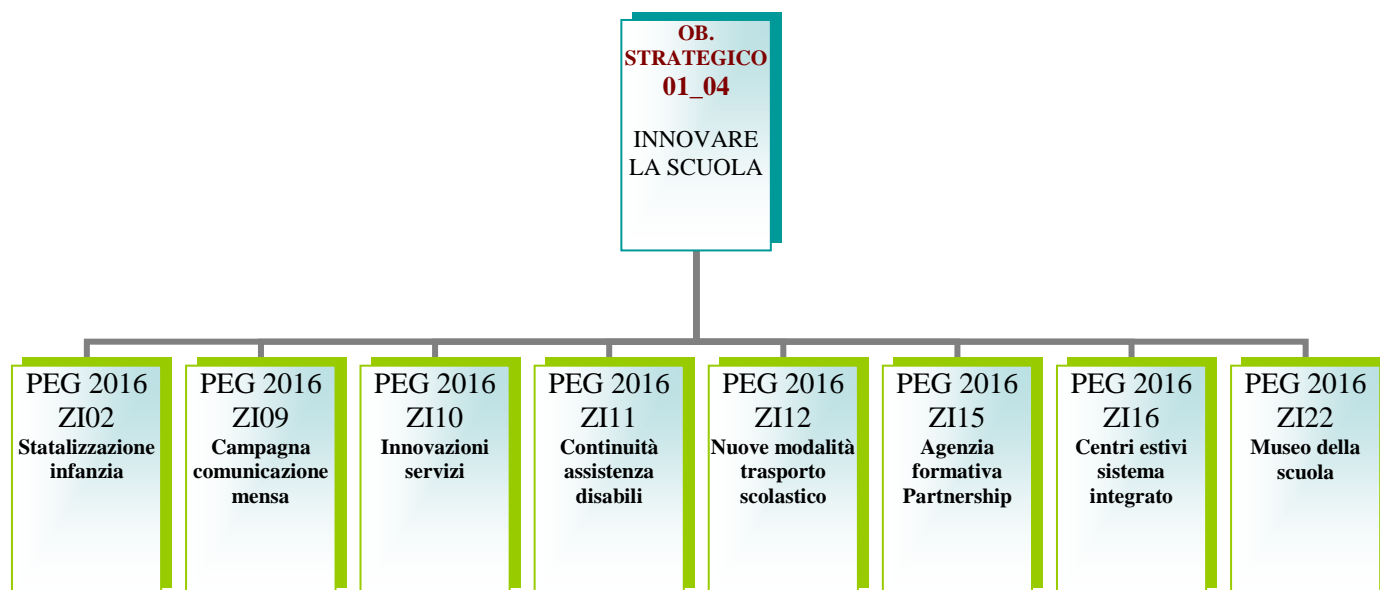 OB.
STRATEGICO
01_04
INNOVARE
LA SCUOLA
PEG 2016
ZI02
Statalizzazione
infanzia
PEG 2016
ZI09
Campagna
comunicazione
mensa
PEG 2016
ZI10
Innovazioni
servizi
PEG 2016
ZI11
Continuità
assistenza
disabili
PEG 2016
ZI12
Nuove modalità
trasporto
scolastico
PEG 2016
ZI15
Agenzia
formativa
Partnership
PEG 2016
ZI16
Centri estivi
sistema
integrato
PEG 2016
ZI22
Museo della
scuola